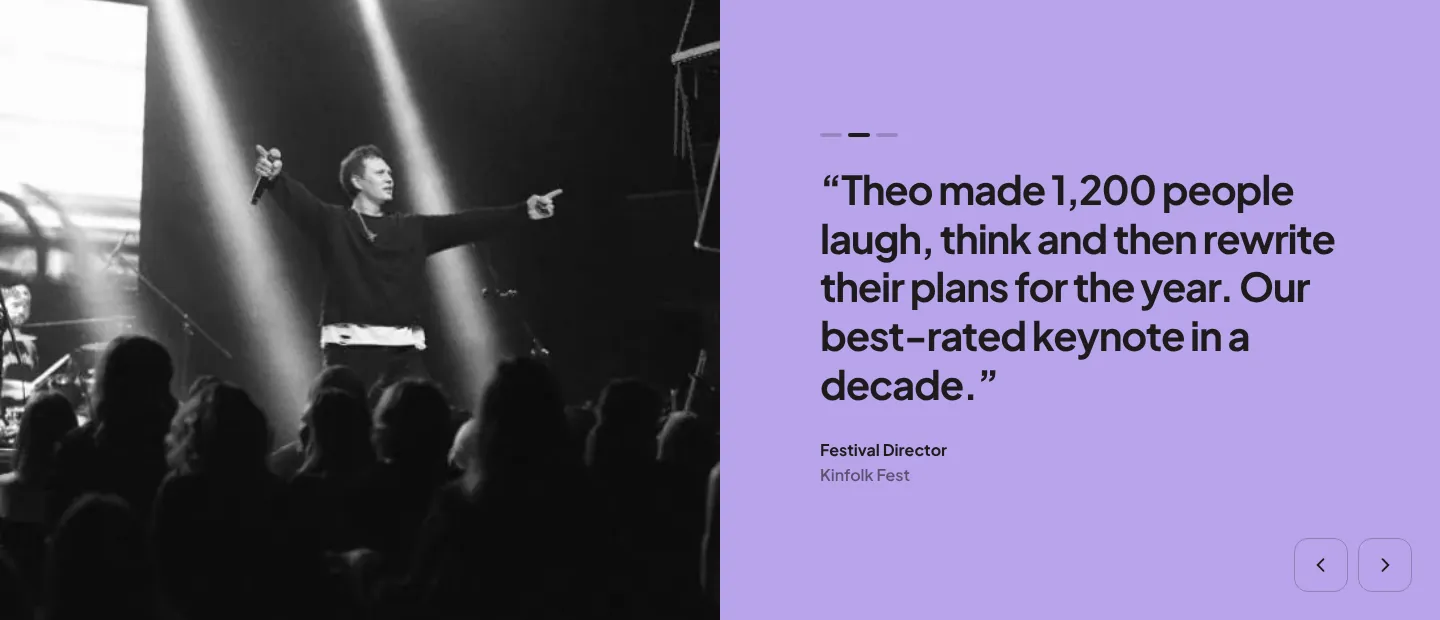 “Theo made 1,200 people
laugh, think and then rewrite
their plans for the year. Our
best-rated keynote in a
decade.”
Festival Director
Kinfolk Fest